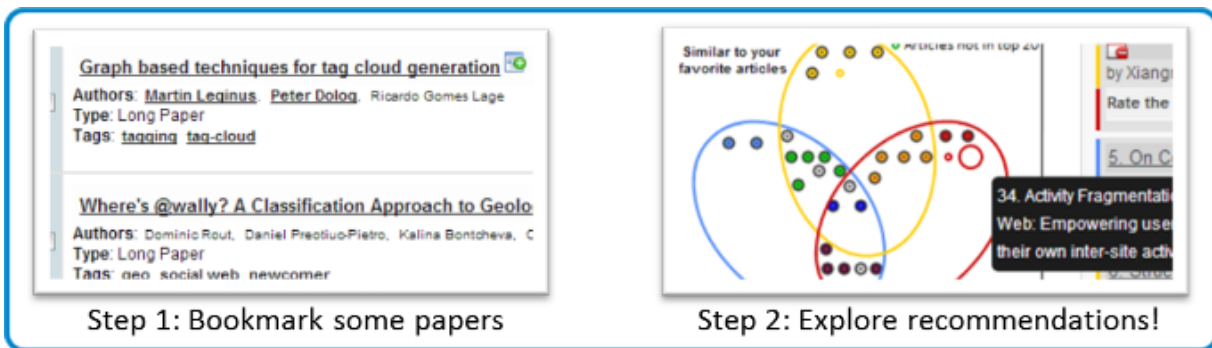 Graph based techniques for tag cloud generation
Authors: Martin Leginus, Peter Dolog, Ricardo Gomes Lage
Type: Long Paper
Tags: tagging tag-cloud
Where's @wally? A Classification Approach to Geolo
Authors: Dominic Rout, Daniel Preotiuc-Pietro, Kalina Bontcheva, C
Type: Long Paper
Tags: geo social web newcomer
Step 1: Bookmark some papers
Similar to your
favorite articles
Articles not in top 20
by Xiang
Rate the
5. On C
34. Activity Fragmentati
Web: Empowering use
their own inter-site activ
Step 2: Explore recommendations!